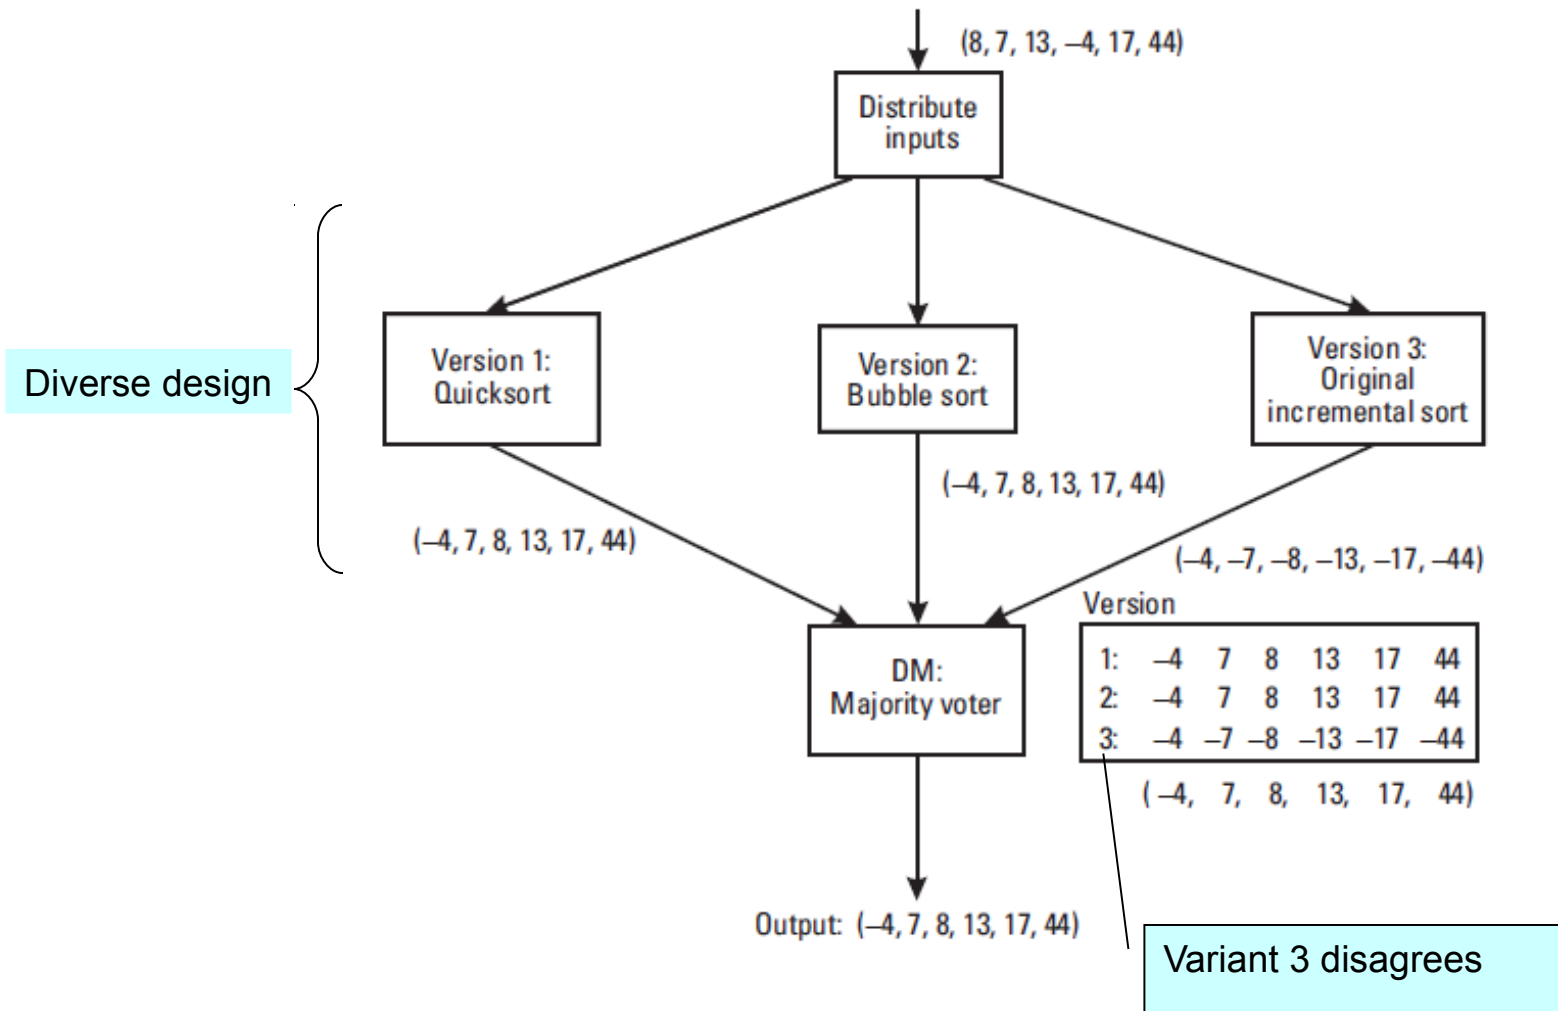 (8, 7, 13, –4, 17, 44)
Distribute
inputs
Diverse design
Version 1:
Quicksort
Version 2:
Bubble sort
Version 3:
Original
incremental sort
(–4, 7, 8, 13, 17, 44)
(–4, 7, 8, 13, 17, 44)
(–4, –7, –8, –13, –17, –44)
DM:
Majority voter
Version
1: –4 7 8 13 17 44
2: –4 7 8 13 17 44
3: –4 –7 –8 –13 –17 –44
( –4, 7, 8, 13, 17, 44)
Output: (–4, 7, 8, 13, 17, 44)
Variant 3 disagrees